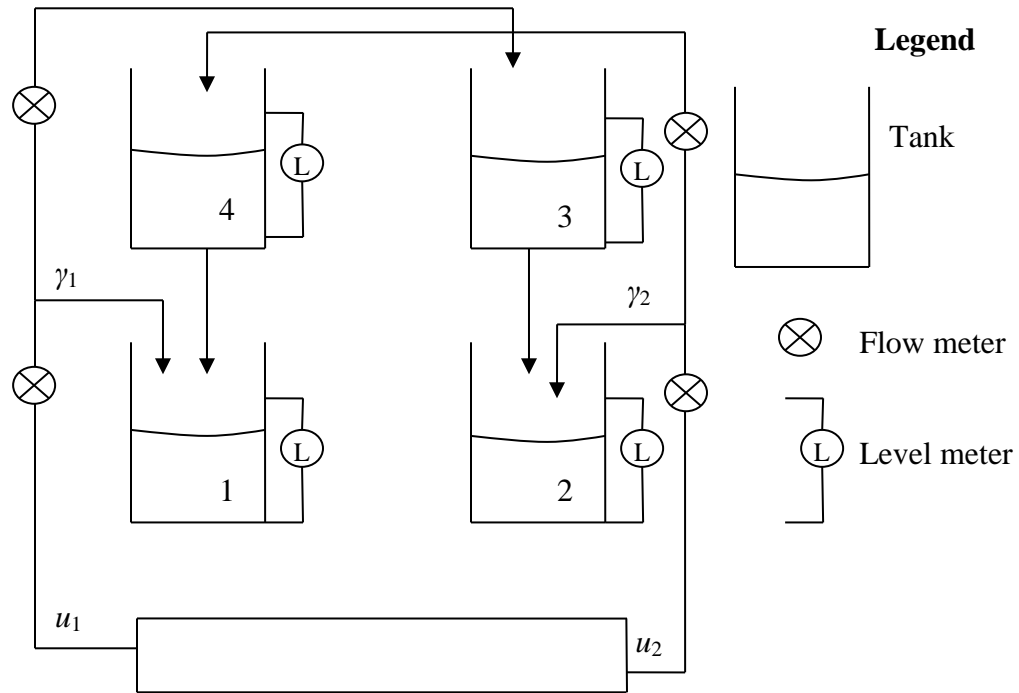 Legend
Tank
L
L
4
3
γ1
γ2
Flow meter
L
L
L
Level meter
1
2
u1
u2